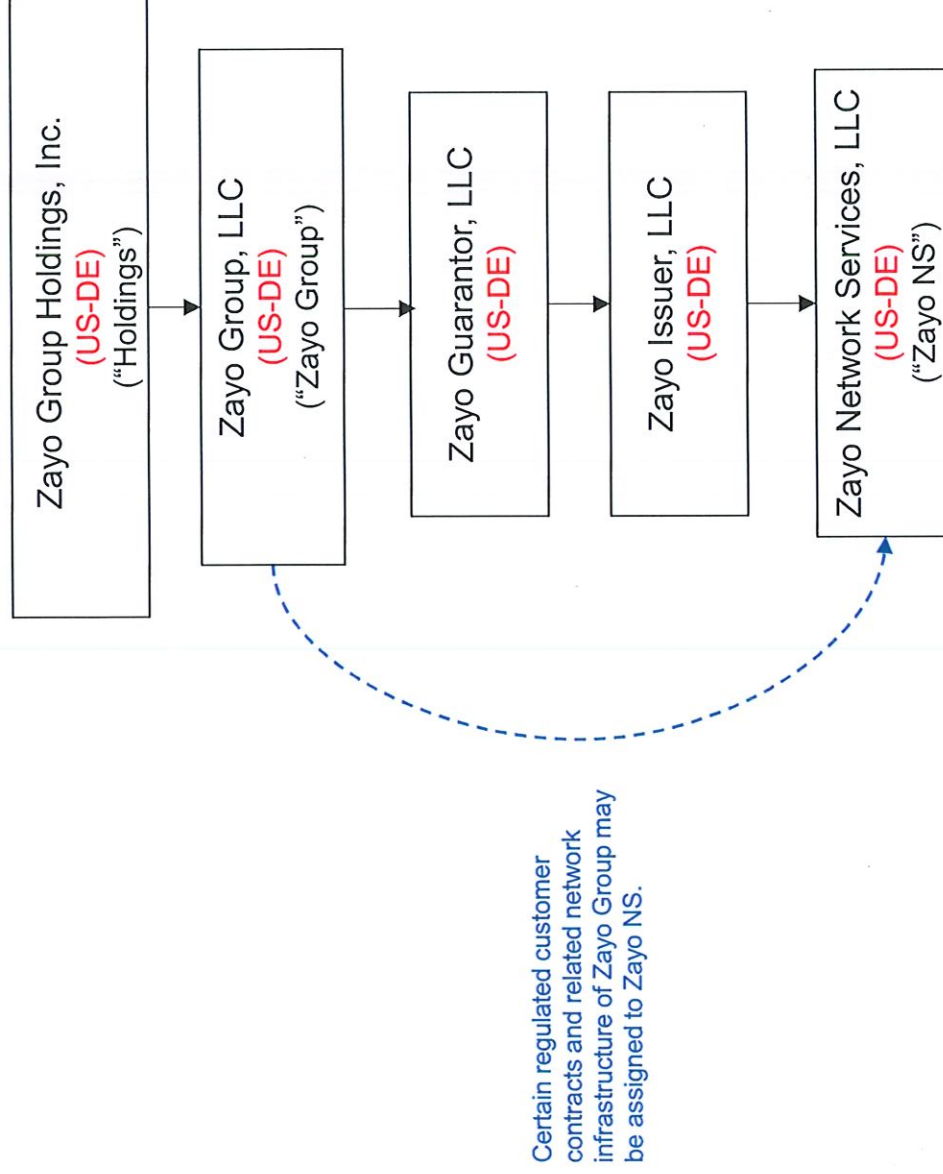 Zayo Group Holdings, Inc.
(US-DE)
(“Holdings”)
Zayo Group, LLC
(US-DE)
(“Zayo Group”)
Zayo Guarantor, LLC
(US-DE)
Zayo Issuer, LLC
(US-DE)
Zayo Network Services, LLC
(US-DE)
(“Zayo NS”)
Certain regulated customer
contracts and related network
infrastructure of Zayo Group may
be assigned to Zayo NS.